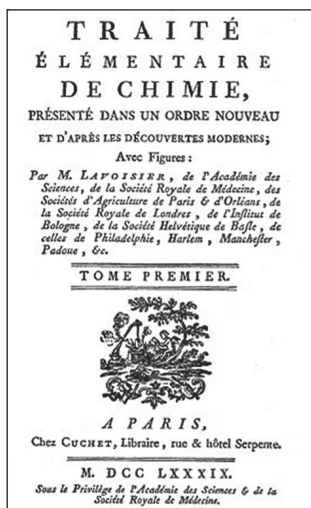 TRAITÉ
ÉLÉMENTAIRE
DE CHIMIE,
PRÉSENTÉ DANS UN ORDRE NOUVEAU
ET D'APRÈS LES DÉCOUVERTES MODERNES;
Avec Figures:
Par M. LAVOISIER, de l'Académie des
Sciences, de la Société Royale de Médecine, des
Sociétés d'Agriculture de Paris & d'Orléans, de
la Société Royale de Londres, de l'Institut de
Bologne, de la Société Helvétique de Basle, de
celles de Philadelphie, Harlem, Manchester,
Padoue, &c.
TOME PREMIER.
A PARIS,
Chez CUCHET, Libraire, rue & hôtel Serpente.
M. DCC LXXXIX.
Sous le Privilège de l'Académie des Sciences & de la
Société Royale de Médecine.